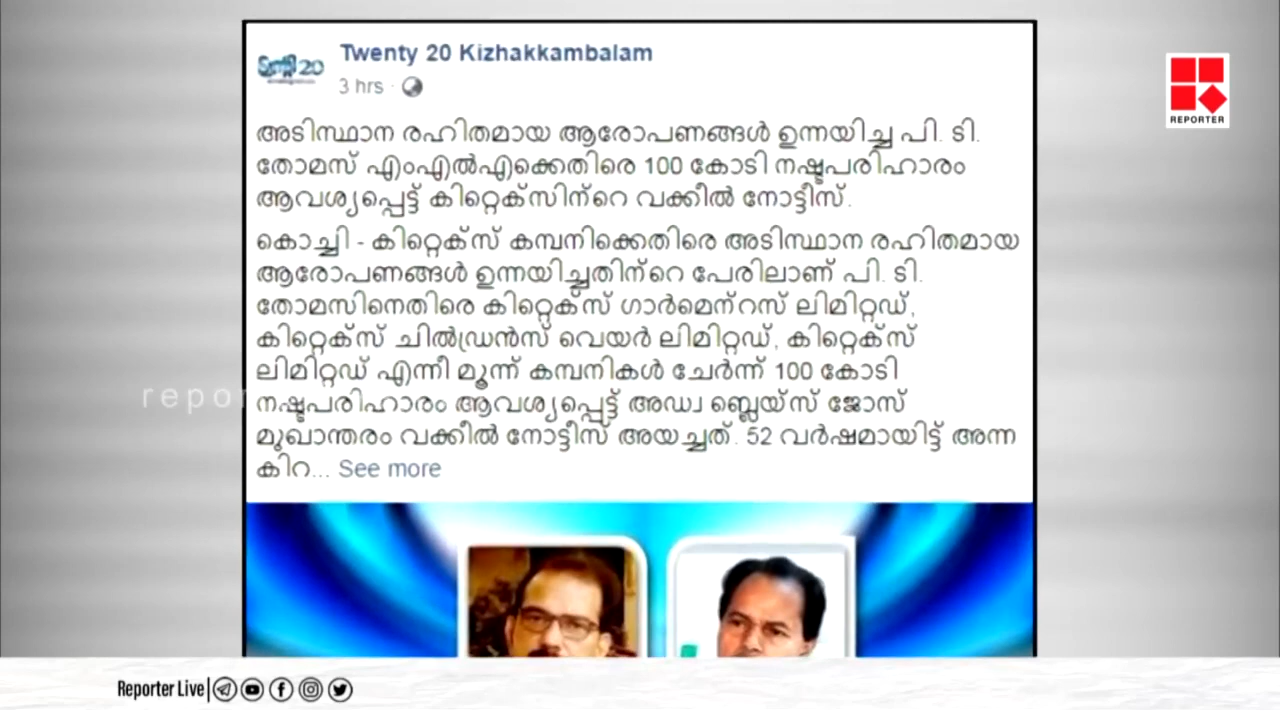 Twenty 20 Kizhakkambalam
3 hrs ·
REPORTER
അടിസ്ഥാന രഹിതമായ ആരോപണങ്ങൾ ഉന്നയിച്ച പി. ടി.
തോമസ് എംഎൽഎക്കെതിരെ 100 കോടി നഷ്ടപരിഹാരം
ആവശ്യപ്പെട്ട് കിറ്റെക്സിന്റെ വക്കീൽ നോട്ടീസ്.
കൊച്ചി - കിറ്റെക്സ് കമ്പനിക്കെതിരെ അടിസ്ഥാന രഹിതമായ
ആരോപണങ്ങൾ ഉന്നയിച്ചതിന്റെ പേരിലാണ് പി. ടി.
തോമസിനെതിരെ കിറ്റെക്സ് ഗാർമെന്റസ് ലിമിറ്റഡ്,
കിറ്റെക്സ് ചിൽഡ്രൻസ് വെയർ ലിമിറ്റഡ്, കിറ്റെക്സ്
ലിമിറ്റഡ് എന്നീ മൂന്ന് കമ്പനികൾ ചേർന്ന് 100 കോടി
നഷ്ടപരിഹാരം ആവശ്യപ്പെട്ട് അഡ്വ ബ്ലെയ്സ് ജോസ്
മുഖാന്തരം വക്കീൽ നോട്ടീസ് അയച്ചത്. 52 വർഷമായിട്ട് അന്ന
കിറ... See more
repor
Reporter Live|